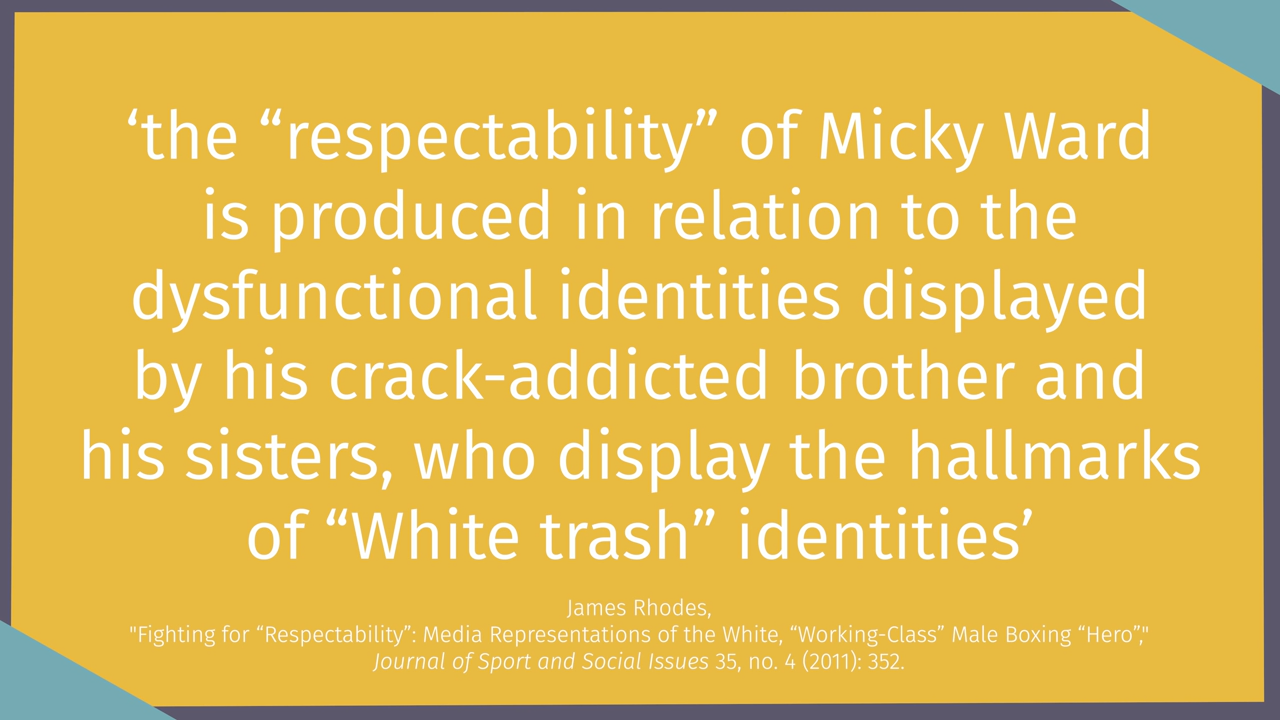 ‘the “respectability” of Micky Ward
is produced in relation to the
dysfunctional identities displayed
by his crack-addicted brother and
his sisters, who display the hallmarks
of “White trash” identities’
James Rhodes,
"Fighting for “Respectability”: Media Representations of the White, “Working-Class” Male Boxing “Hero”,"
Journal of Sport and Social Issues 35, no. 4 (2011): 352.